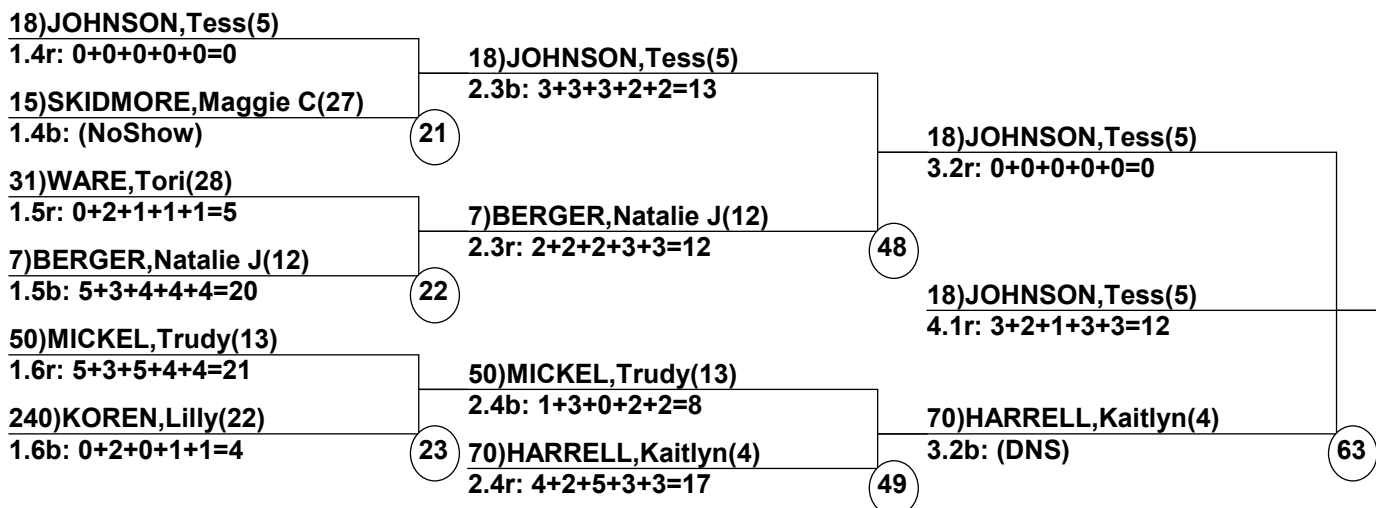 18)JOHNSON,Tess(5)
1.4r: 0+0+0+0+0=0
15)SKIDMORE,Maggie C(27)
1.4b: (NoShow)
21
31)WARE,Tori(28)
1.5r: 0+2+1+1+1=5
7)BERGER,Natalie J(12)
1.5b: 5+3+4+4+4=20
22
50)MICKEL,Trudy(13)
1.6r: 5+3+5+4+4=21
240)KOREN,Lilly(22)
1.6b: 0+2+0+1+1=4
23
18)JOHNSON,Tess(5)
2.3b: 3+3+3+2+2=13
7)BERGER,Natalie J(12)
2.3r: 2+2+2+3+3=12
48
50)MICKEL,Trudy(13)
2.4b: 1+3+0+2+2=8
70)HARRELL,Kaitlyn(4)
2.4r: 4+2+5+3+3=17
49
18)JOHNSON,Tess(5)
3.2r: 0+0+0+0+0=0
18)JOHNSON,Tess(5)
4.1r: 3+2+1+3+3=12
70)HARRELL,Kaitlyn(4)
3.2b: (DNS)
63